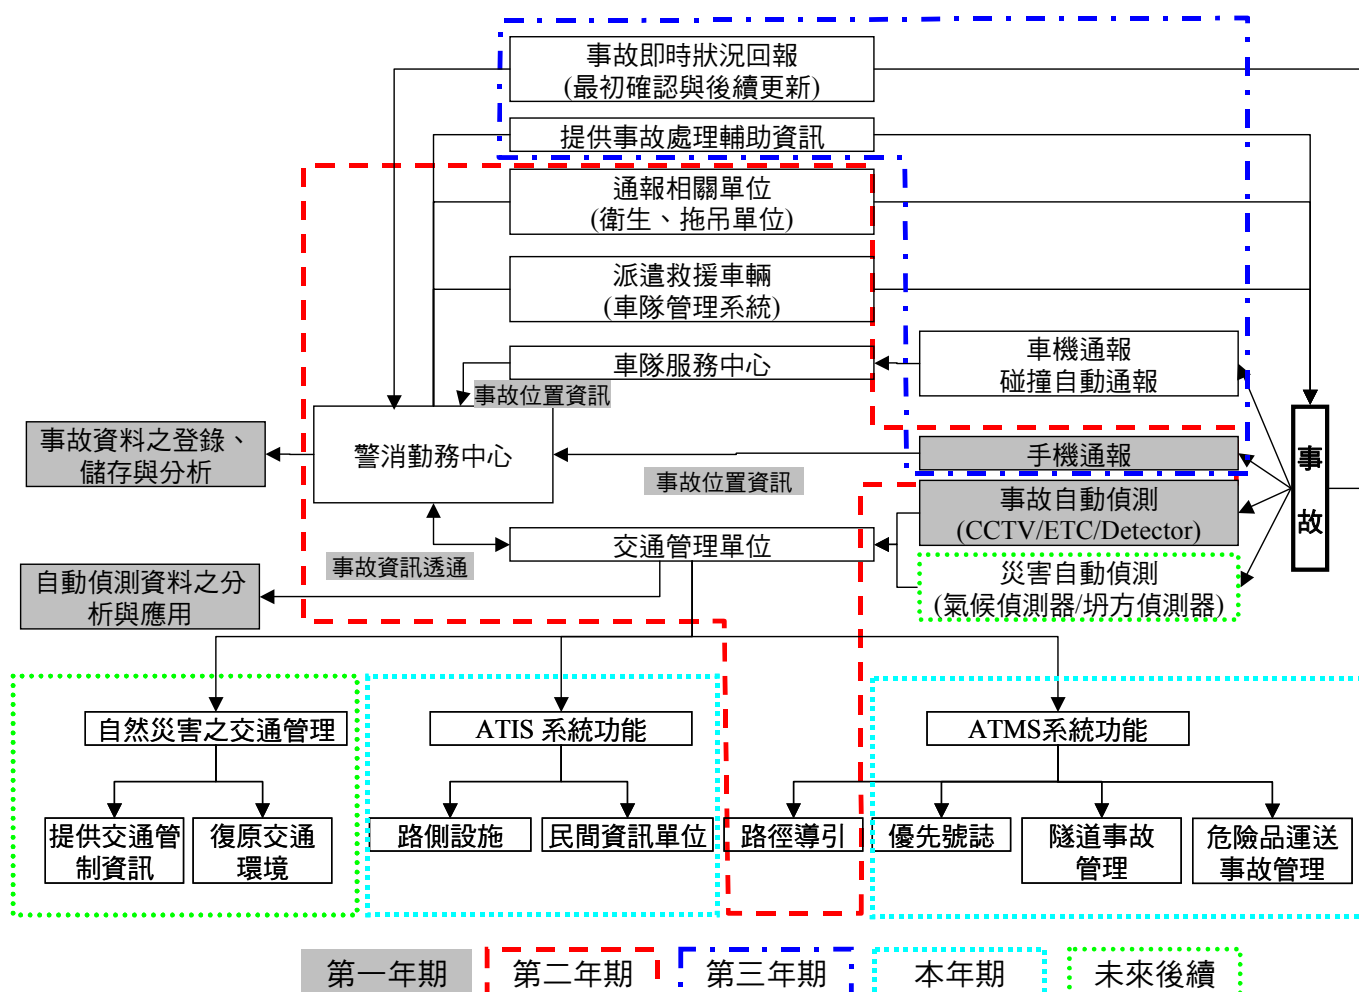 事故即時狀況回報
(最初確認與後續更新)
提供事故處理輔助資訊
通報相關單位
(衛生、拖吊單位)
派遣救援車輛
(車隊管理系統)
車隊服務中心
車機通報
碰撞自動通報
事故位置資訊
事故資料之登錄、
儲存與分析
警消勤務中心
手機通報
事故位置資訊
事
故
事故自動偵測
(CCTV/ETC/Detector)
交通管理單位
事故資訊透通
災害自動偵測
(氣候偵測器/坍方偵測器)
自動偵測資料之分
析與應用
自然災害之交通管理
ATIS 系統功能
ATMS系統功能
提供交通管
制資訊
復原交通
環境
路側設施
民間資訊單位
路徑導引
優先號誌
隧道事故
管理
危險品運送
事故管理
第一年期
第二年期
第三年期
本年期
未來後續